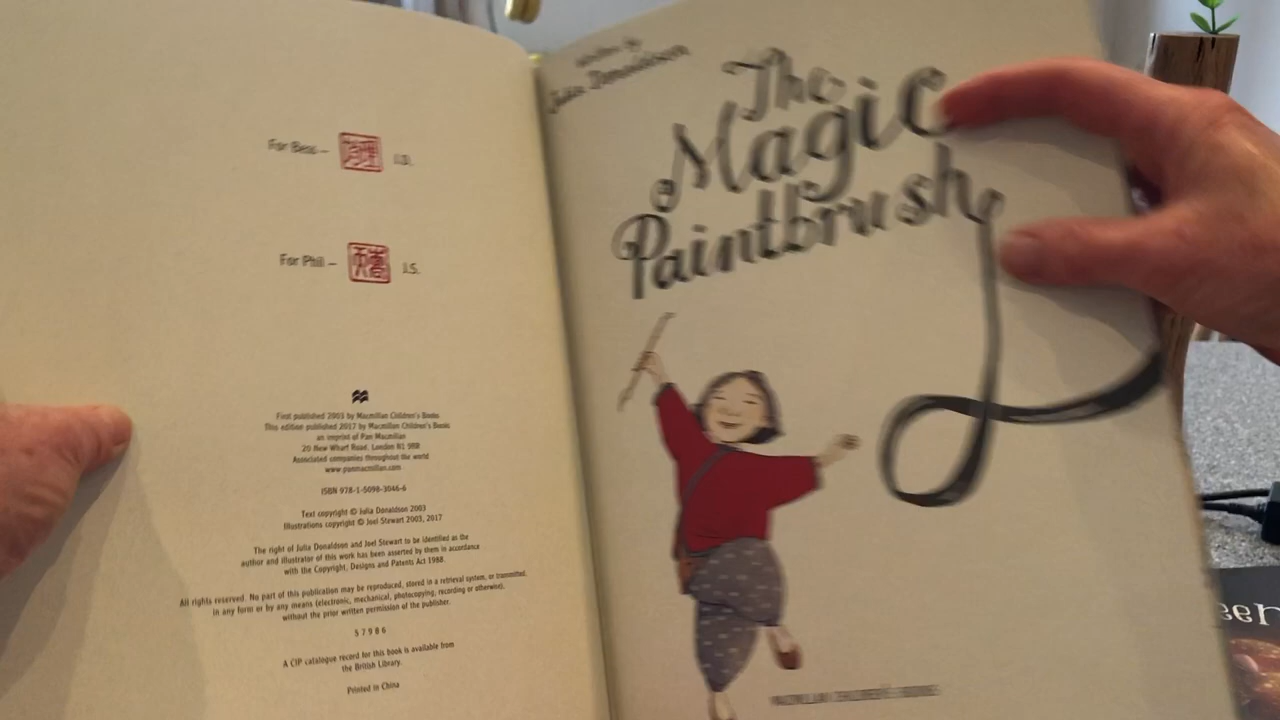 For Bess –
J.D.
For Phil –
J.S.
First published 2003 by Macmillan Children's Books
This edition published 2017 by Macmillan Children's Books
an imprint of Pan Macmillan
20 New Wharf Road, London N1 9RR
Associated companies throughout the world
www.panmacmillan.com
ISBN 978-1-5098-3046-6
Text copyright © Julia Donaldson 2003
Illustrations copyright © Joel Stewart 2003, 2017
The right of Julia Donaldson and Joel Stewart to be identified as the
author and illustrator of this work has been asserted by them in accordance
with the Copyright, Designs and Patents Act 1988.
All rights reserved. No part of this publication may be reproduced, stored in a retrieval system, or transmitted,
in any form or by any means (electronic, mechanical, photocopying, recording or otherwise),
without the prior written permission of the publisher.
5 7 9 8 6
A CIP catalogue record for this book is available from
the British Library.
Printed in China
written by
Julia Donaldson
The
Magic
Paintbrush
MACMILLAN CHILDREN'S BOOKS
eer